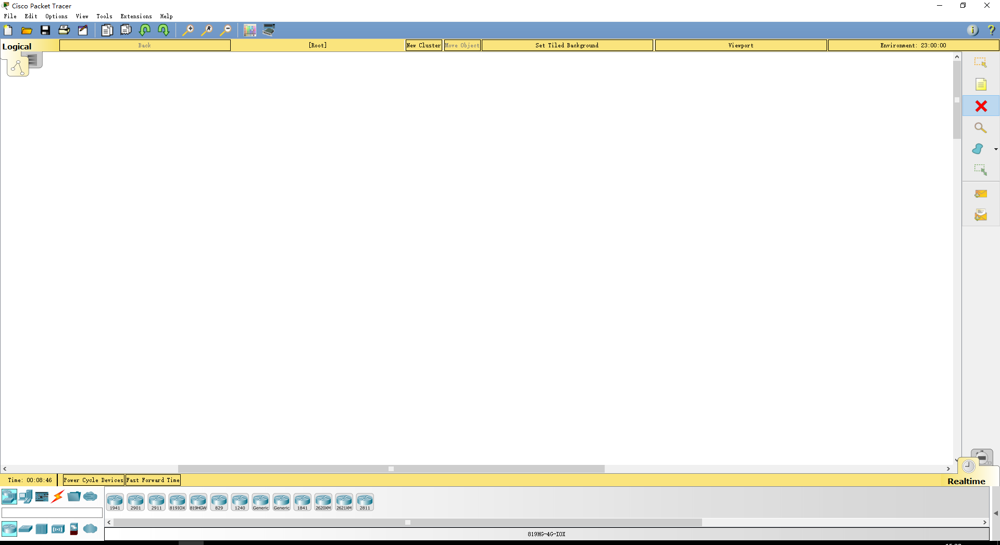 Cisco Packet Tracer
File Edit Options View Tools Extensions Help
Logical Back [Root] New Cluster Move Object Set Tiled Background Viewport Environment: 23:00:00
Time: 00:08:46 Power Cycle Devices Fast Forward Time Realtime
1941 2901 2911 819IOX 819HGW 829 1240 Generic Generic 1841 2620XM 2621XM 2811
819HG-4G-IOX